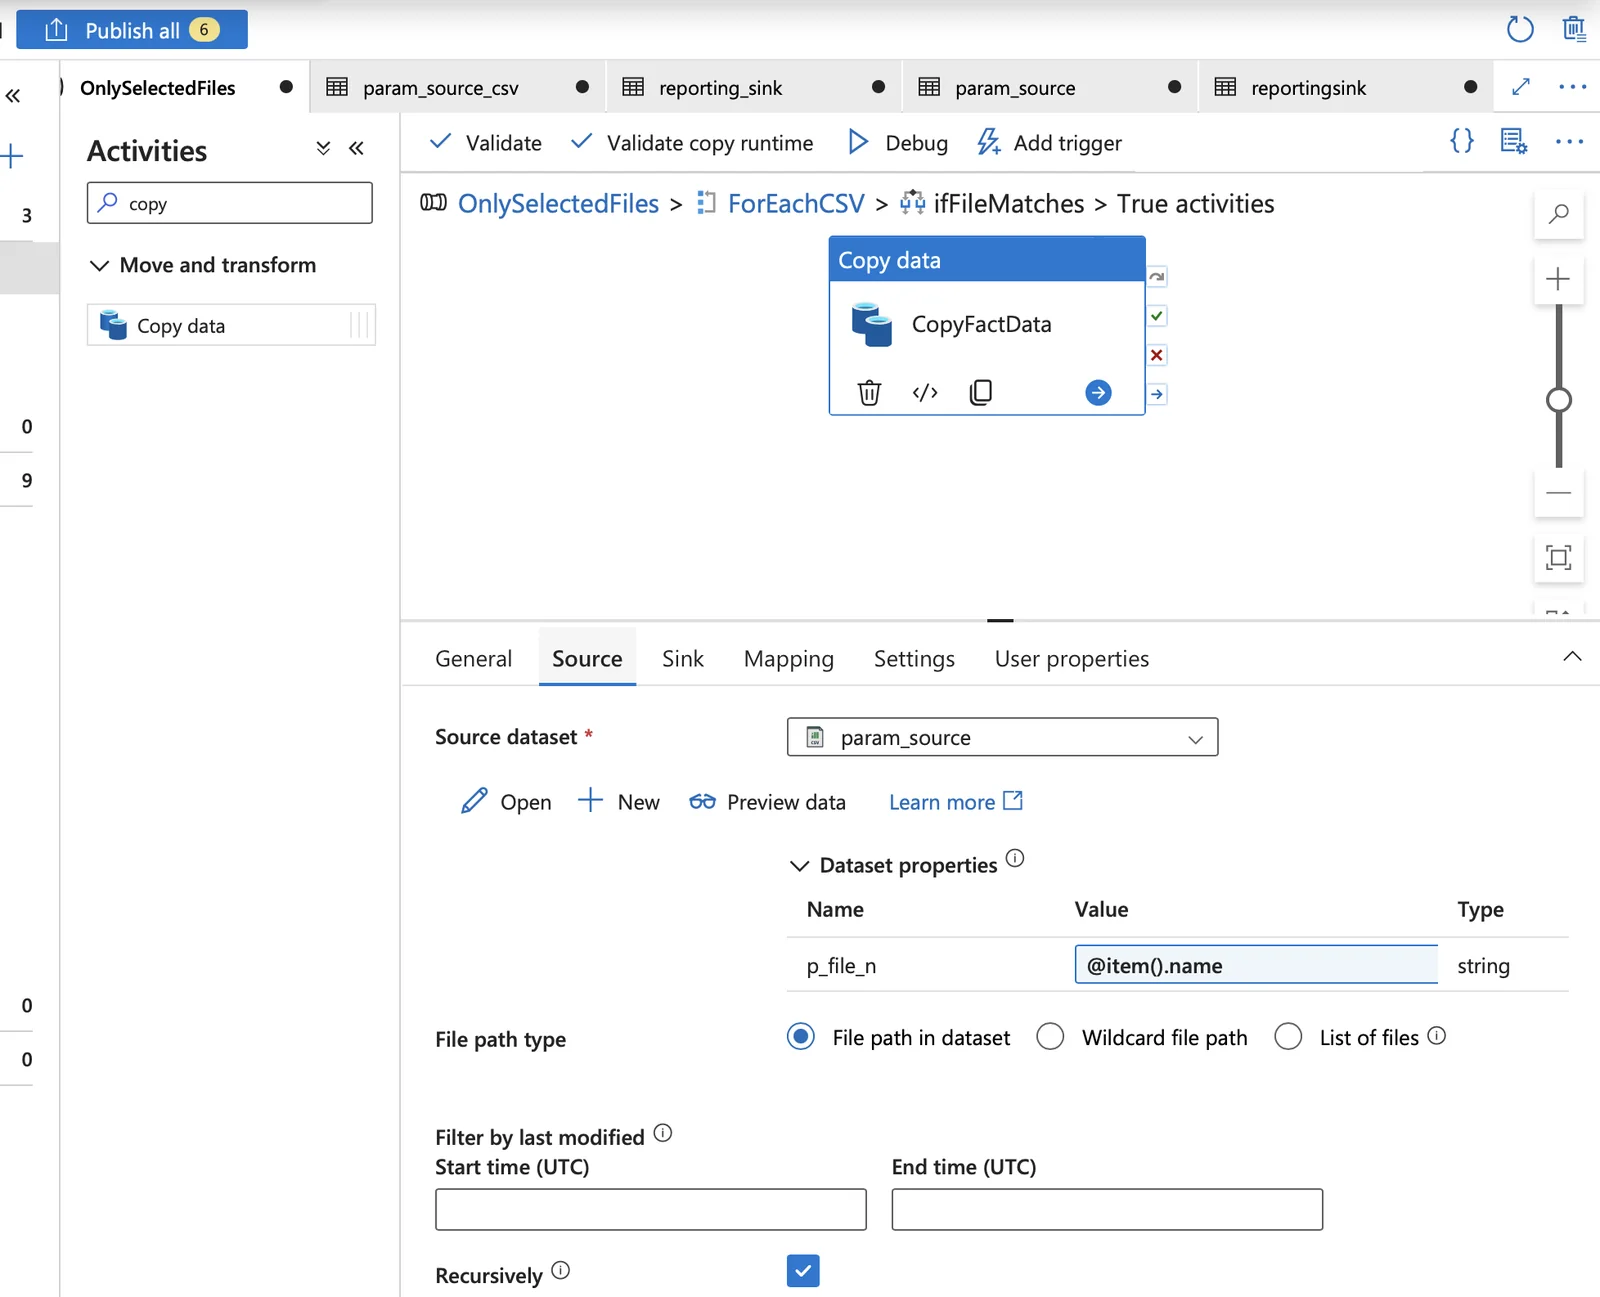 Publish all 6
OnlySelectedFiles
param_source_csv
reporting_sink
param_source
reportingsink
Activities
copy
Move and transform
Copy data
3
0
9
0
0
Validate
Validate copy runtime
Debug
Add trigger
{}
OnlySelectedFiles > ForEachCSV > ifFileMatches > True activities
Copy data
CopyFactData
General
Source
Sink
Mapping
Settings
User properties
Source dataset *
param_source
Open
New
Preview data
Learn more
Dataset properties
Name Value Type
p_file_n @item().name string
File path type
File path in dataset
Wildcard file path
List of files
Filter by last modified
Start time (UTC) End time (UTC)
Recursively